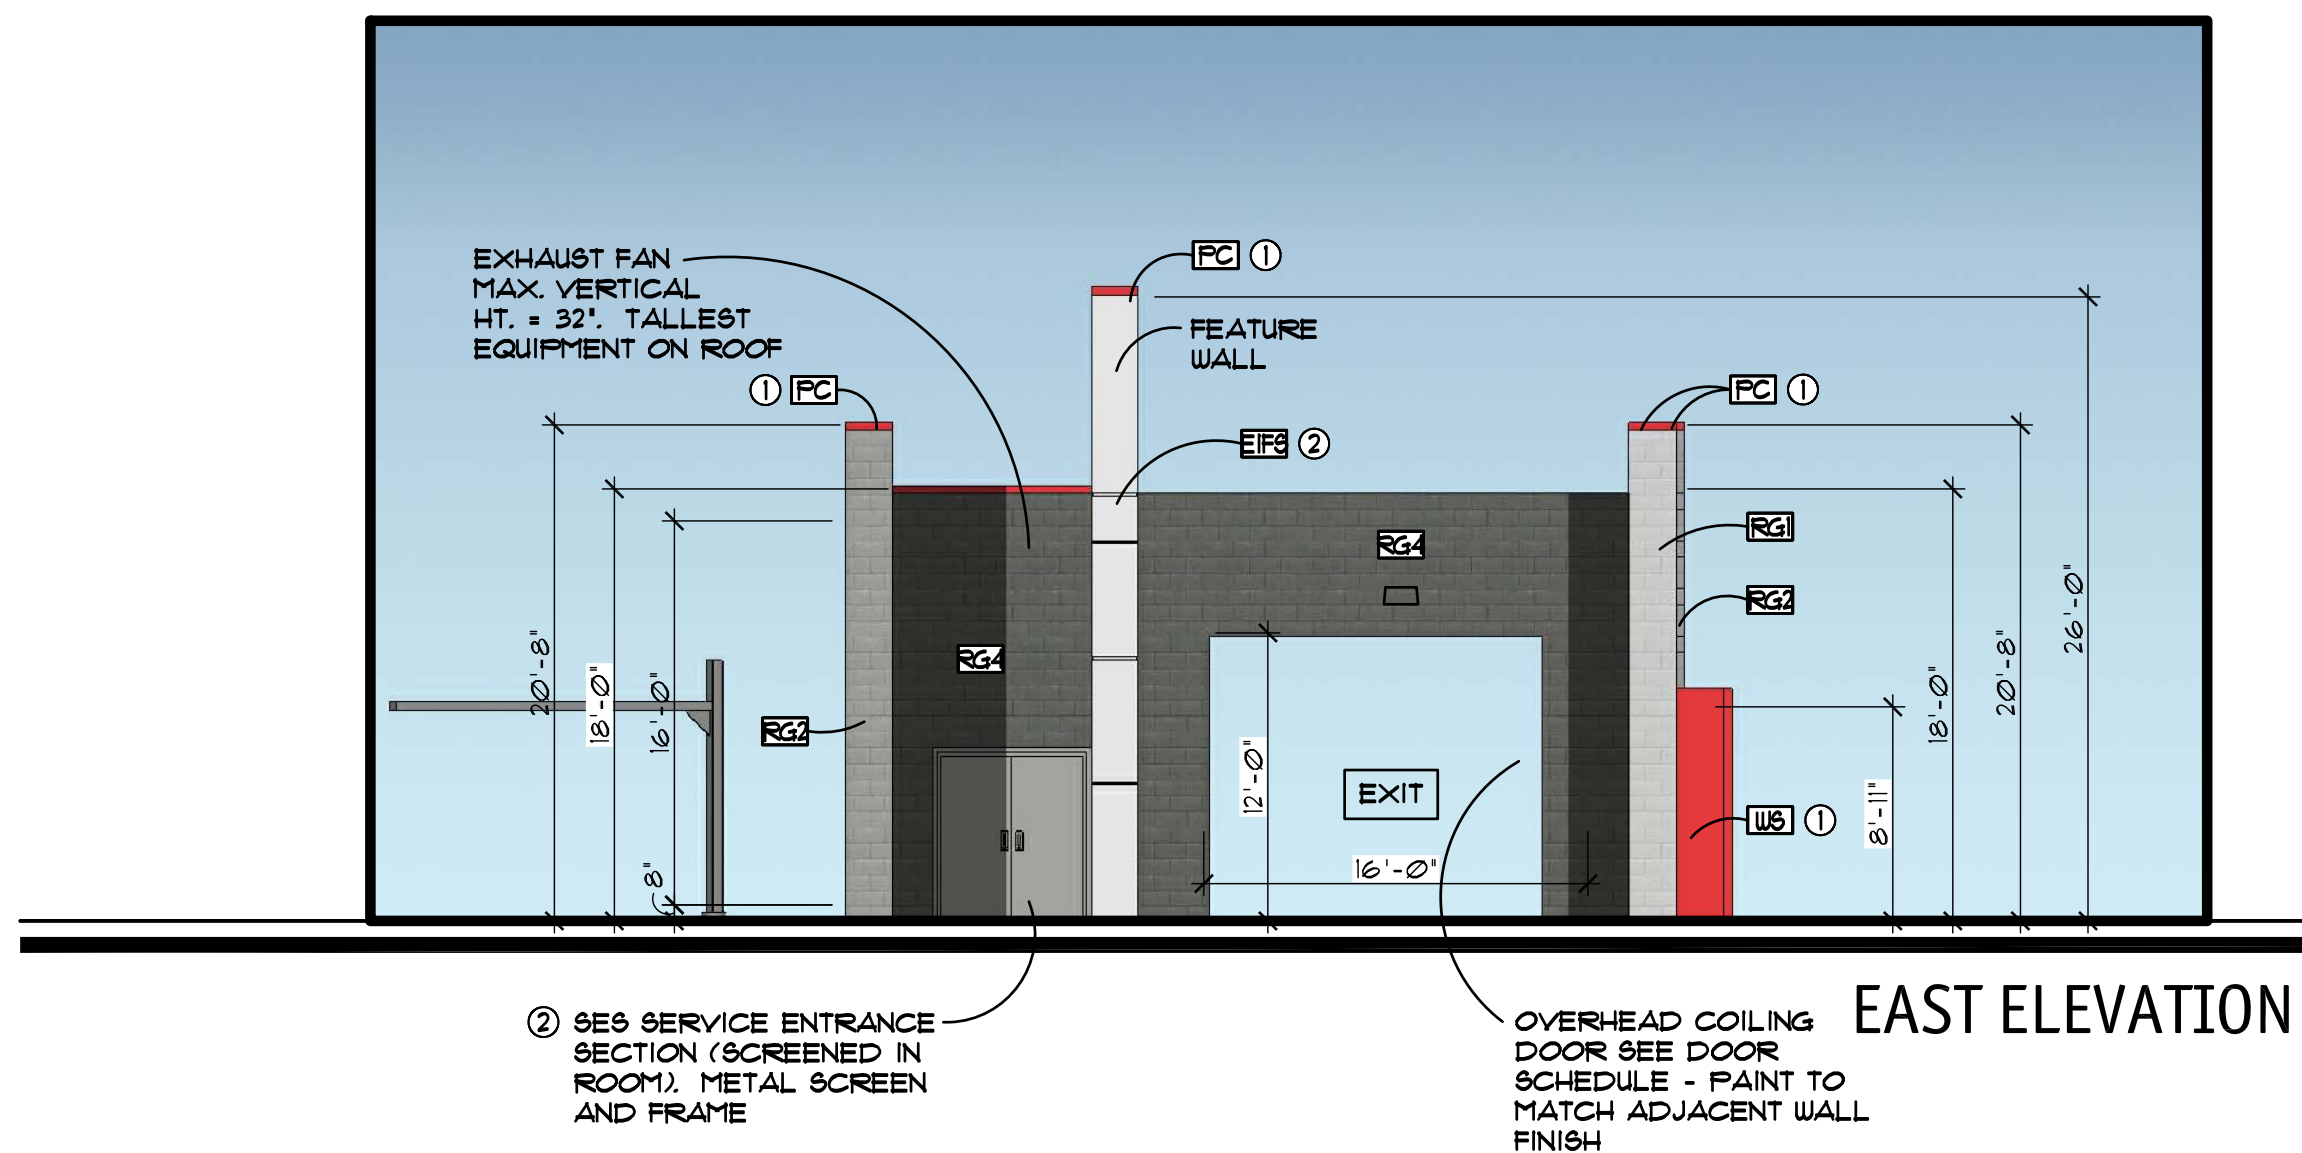 EXHAUST FAN
MAX. VERTICAL
HT. = 32". TALLEST
EQUIPMENT ON ROOF
PC 1
FEATURE
WALL
1 PC
PC 1
EIFS 2
RG1
RG4
RG2
RG4
RG2
20'-8"
18'-0"
16'-0"
8"
12'-0"
EXIT
16'-0"
WS 1
8'-11"
18'-0"
20'-8"
26'-0"
2 SES SERVICE ENTRANCE
SECTION (SCREENED IN
ROOM). METAL SCREEN
AND FRAME
OVERHEAD COILING
DOOR SEE DOOR
SCHEDULE - PAINT TO
MATCH ADJACENT WALL
FINISH
EAST ELEVATION